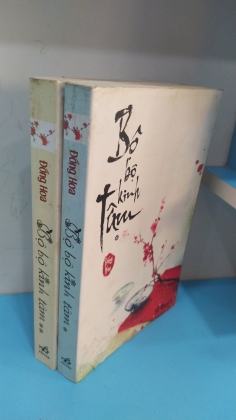 Bộ
bộ
kinh
tâm
Đồng Hoa
Bộ bộ kinh tâm
Đồng Hoa
Bộ bộ kinh tâm